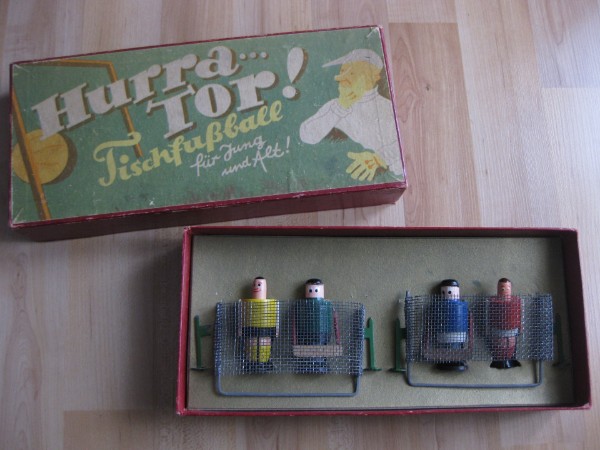 Hurra...
Tor!
Tischfußball
für Jung
und Alt!